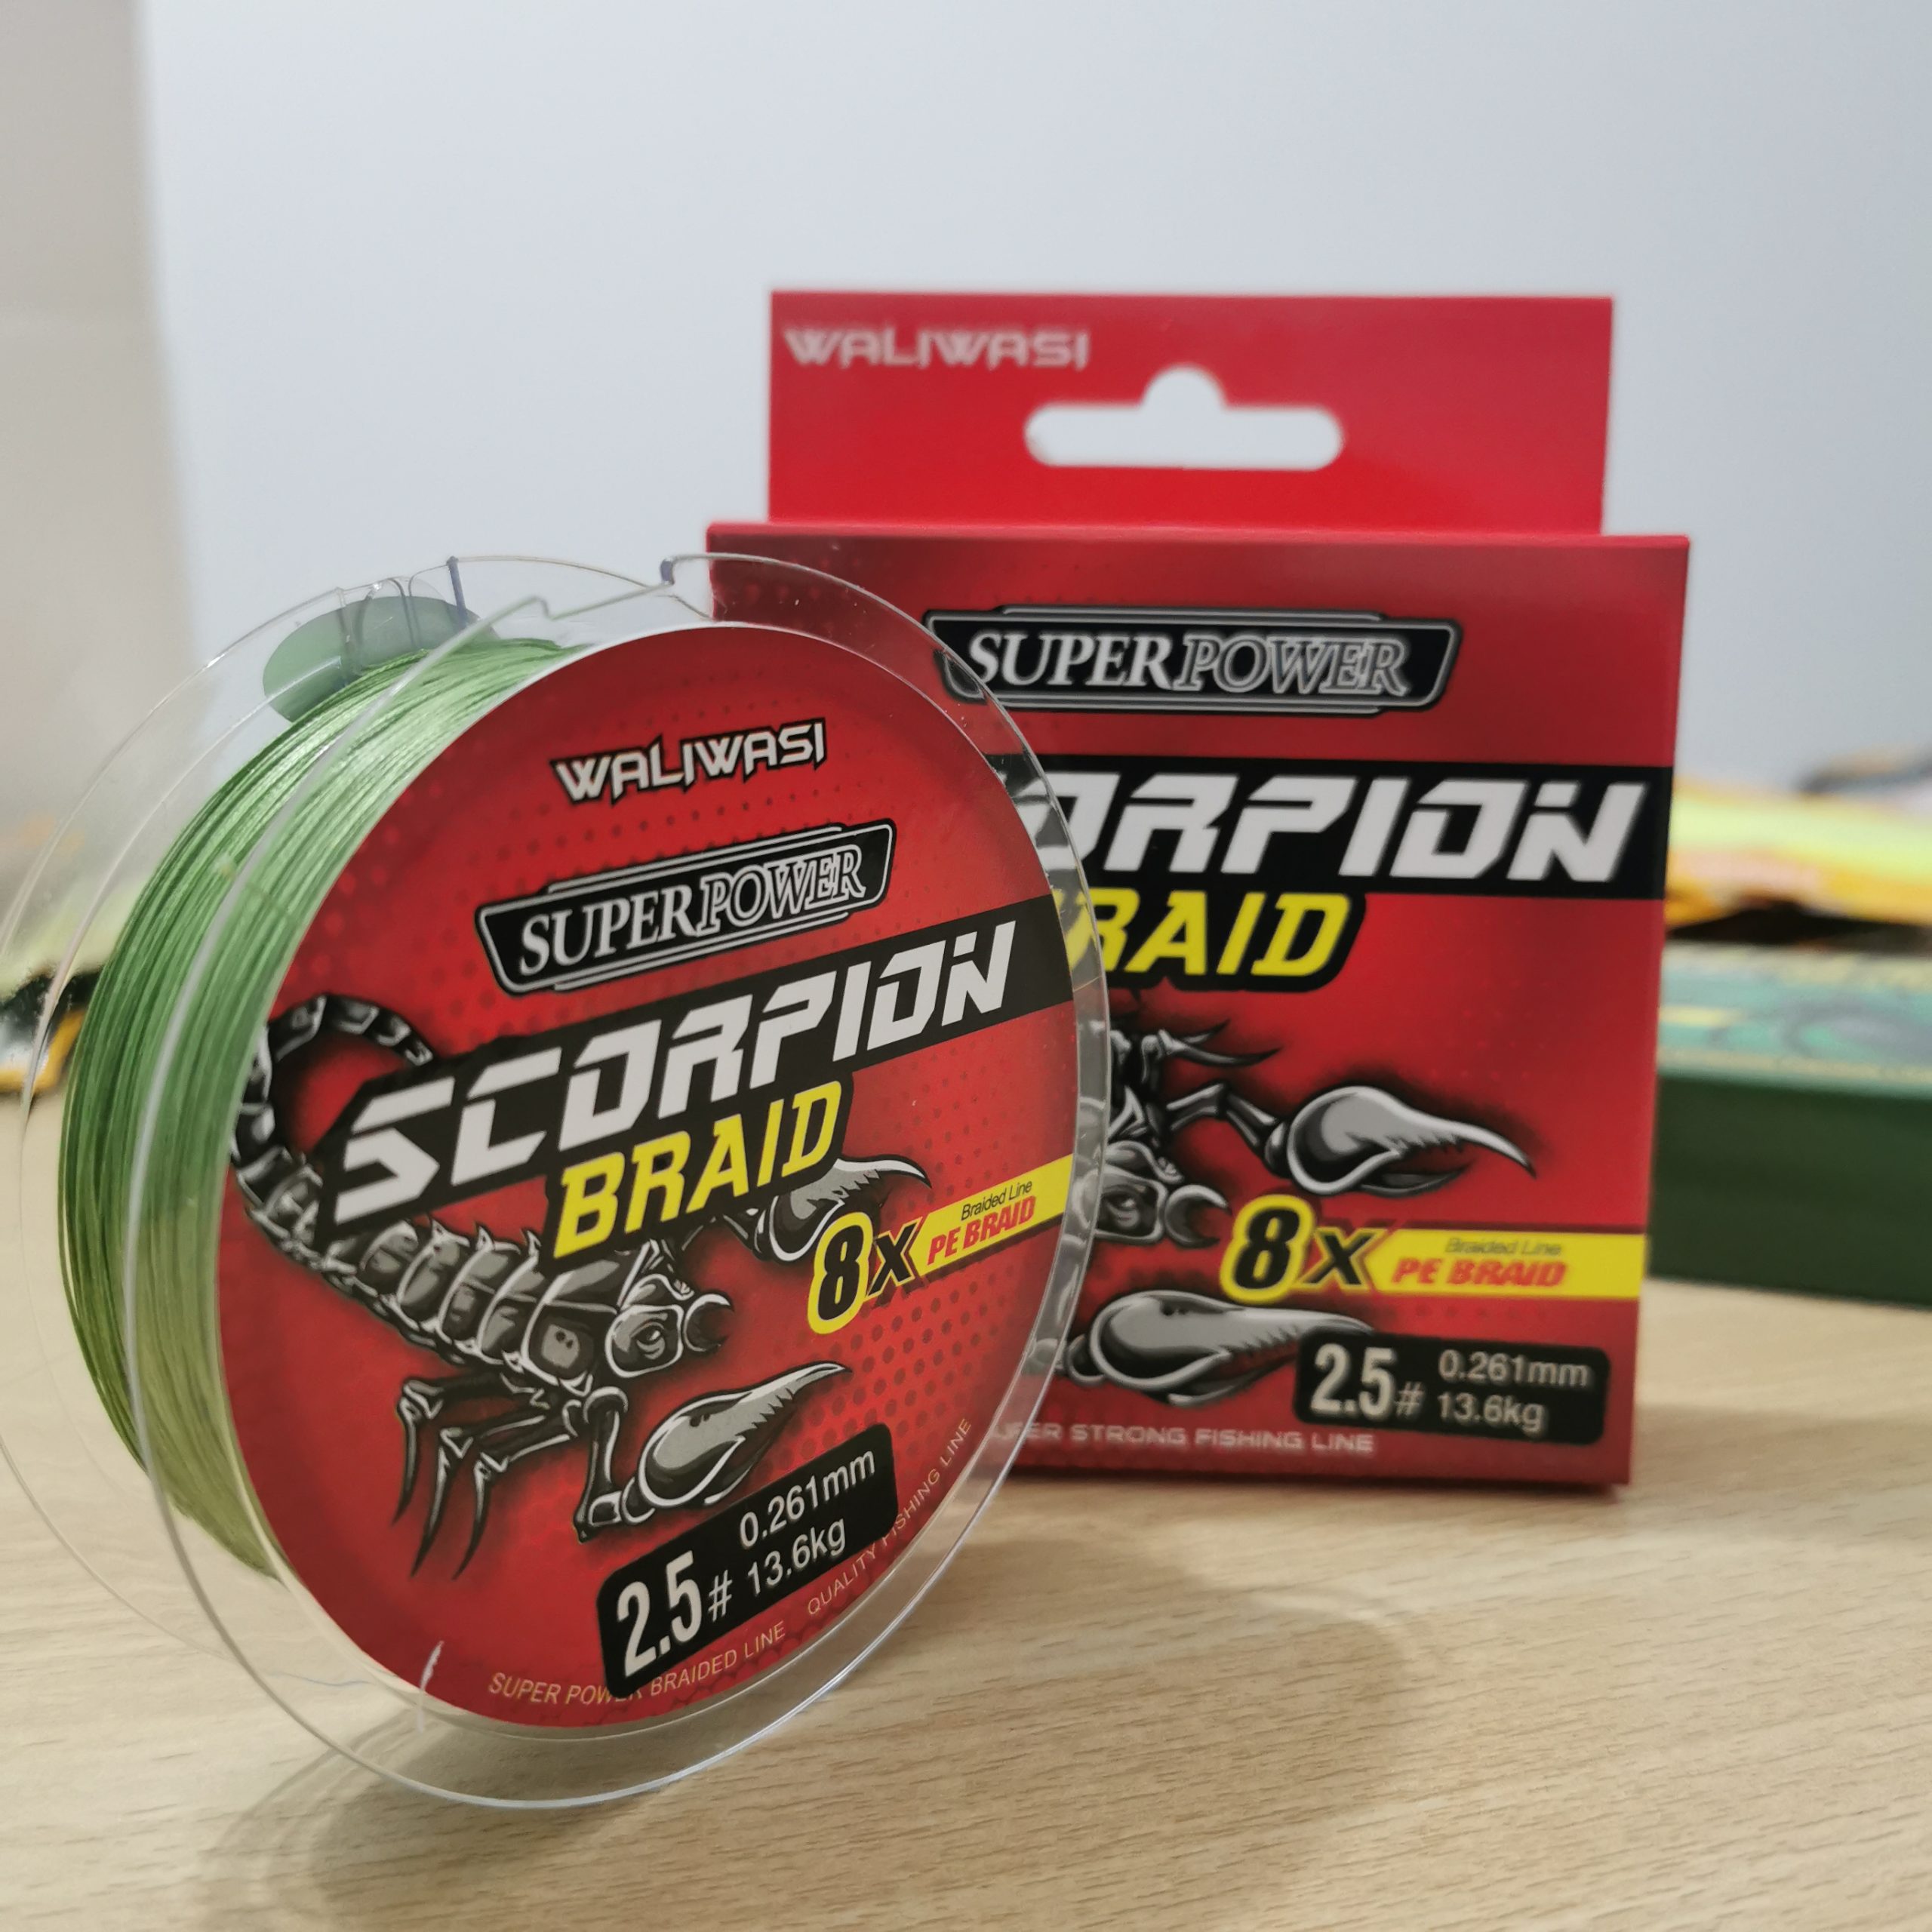 WALIWASI
SUPERPOWER
SCORPION
BRAID
8X
Braided Line
PE BRAID
2.5#
0.261mm
13.6kg
SUPER POWER BRAIDED LINE QUALITY FISHING LINE
WALIWASI
SUPERPOWER
ORPION
BRAID
8X
Braided Line
PE BRAID
2.5#
0.261mm
13.6kg
UPER STRONG FISHING LINE